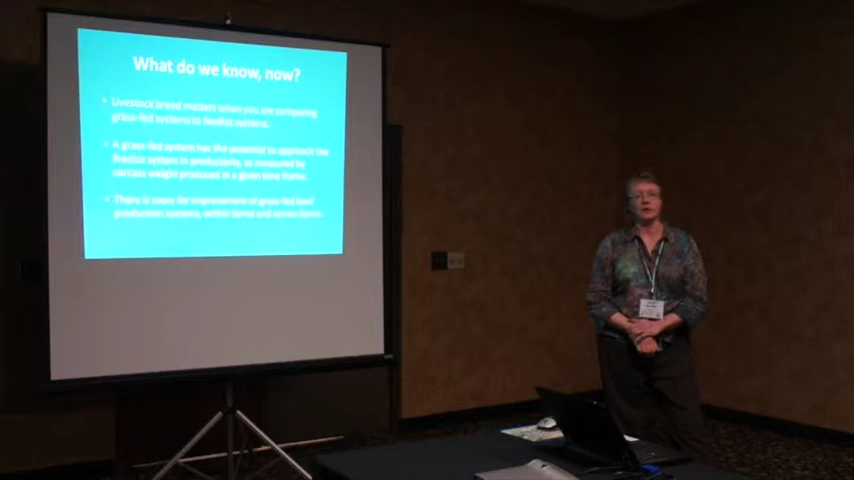 What do we know, now?
• Livestock breed matters when you are comparing
grass-fed systems to feedlot systems.
• A grass-fed system has the potential to approach the
feedlot system in productivity, as measured by
carcass weight produced in a given time frame.
• There is room for improvement of grass-fed beef
production systems, within farms and across farms.